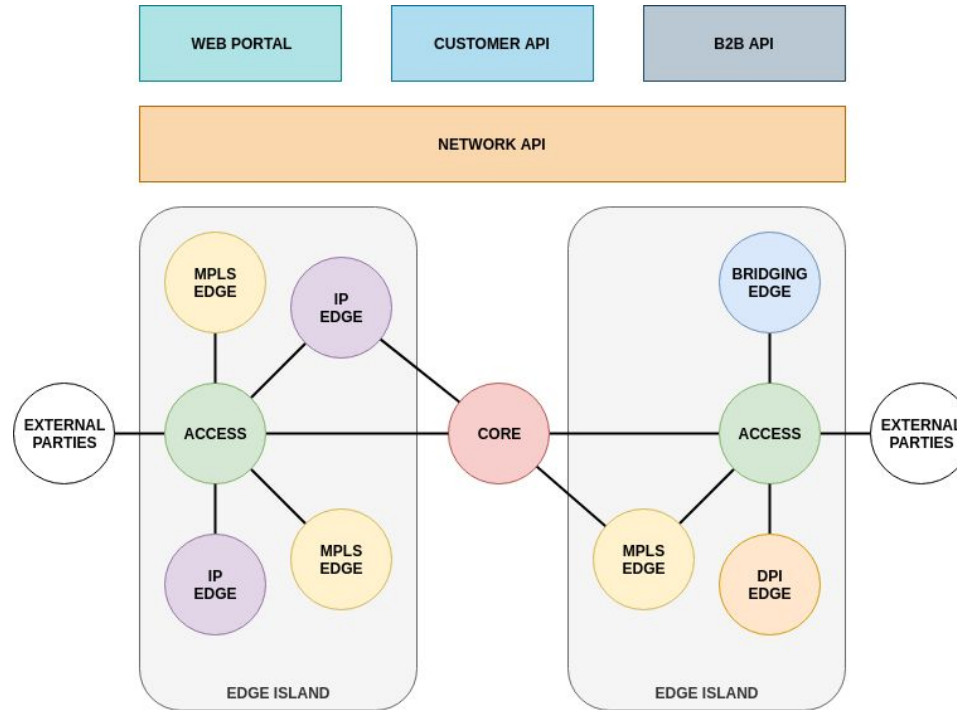 WEB PORTAL
CUSTOMER API
B2B API
NETWORK API
MPLS
EDGE
IP
EDGE
BRIDGING
EDGE
EXTERNAL
PARTIES
ACCESS
CORE
ACCESS
EXTERNAL
PARTIES
IP
EDGE
MPLS
EDGE
MPLS
EDGE
DPI
EDGE
EDGE ISLAND
EDGE ISLAND